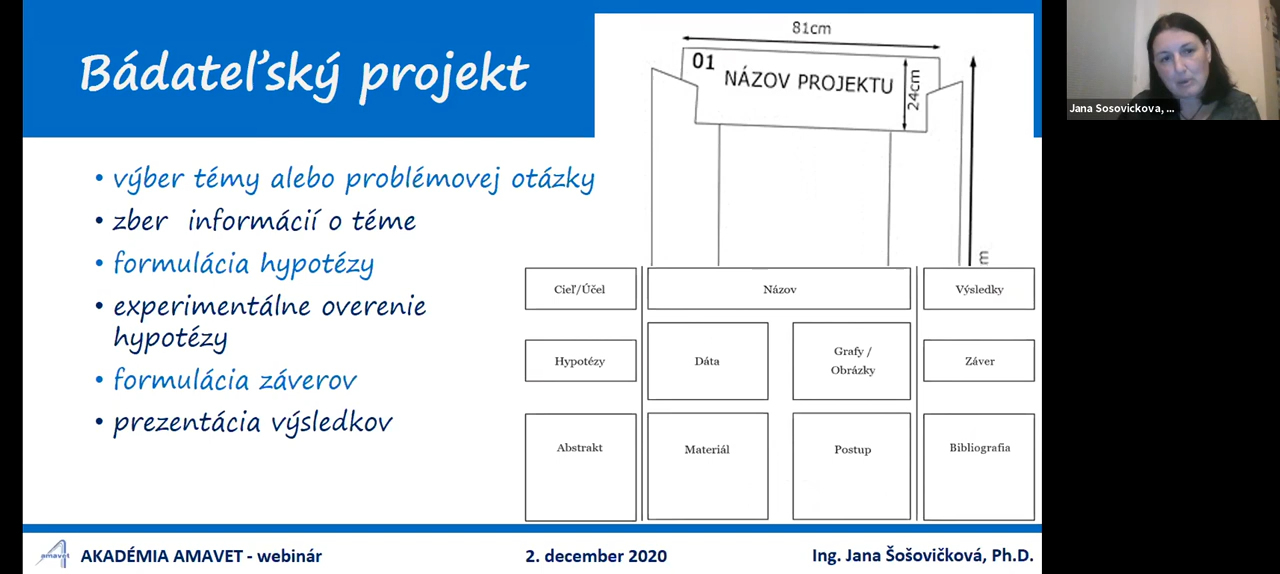 Bádateľský projekt
• výber témy alebo problémovej otázky
• zber informácií o téme
• formulácia hypotézy
• experimentálne overenie
hypotézy
• formulácia záverov
• prezentácia výsledkov
81cm
01
NÁZOV PROJEKTU
24cm
m
Cieľ/Účel
Názov
Výsledky
Hypotézy
Dáta
Grafy /
Obrázky
Záver
Abstrakt
Materiál
Postup
Bibliografia
amavet
AKADÉMIA AMAVET - webinár
2. december 2020
Ing. Jana Šošovičková, Ph.D.
Jana Sosovickova, ...